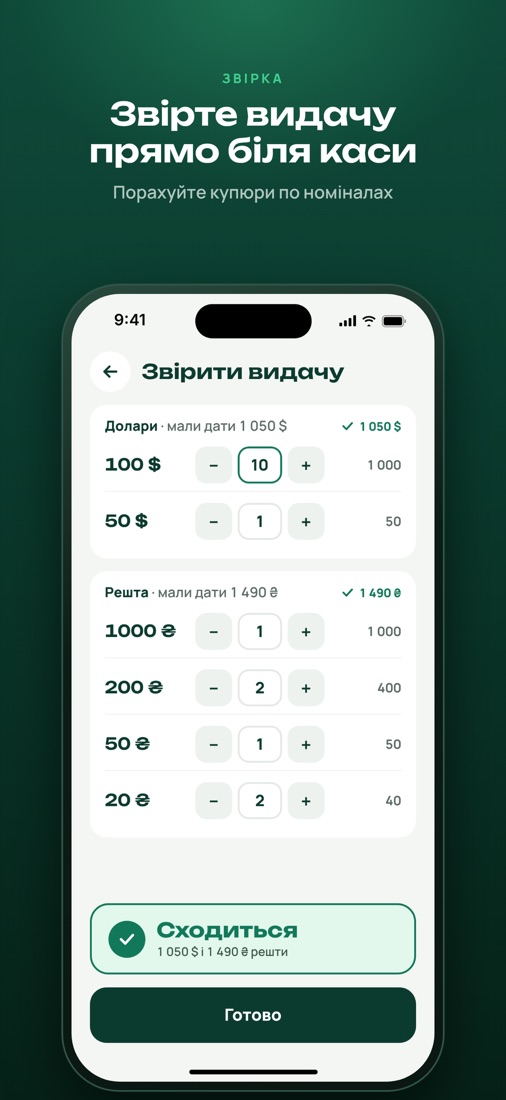 ЗВІРКА
Звірте видачу
прямо біля каси
Порахуйте купюри по номіналах
9:41
Звірити видачу
Долари · мали дати 1 050 $ ✓ 1 050 $
100 $ − 10 + 1 000
50 $ − 1 + 50
Решта · мали дати 1 490 ₴ ✓ 1 490 ₴
1000 ₴ − 1 + 1 000
200 ₴ − 2 + 400
50 ₴ − 1 + 50
20 ₴ − 2 + 40
Сходиться
1 050 $ і 1 490 ₴ решти
Готово